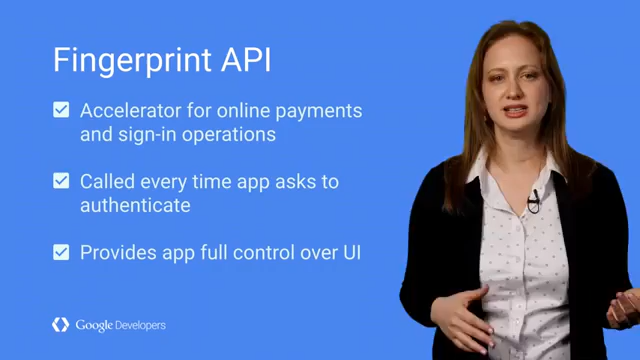 Fingerprint API
Accelerator for online payments
and sign-in operations
Called every time app asks to
authenticate
Provides app full control over UI
Google Developers